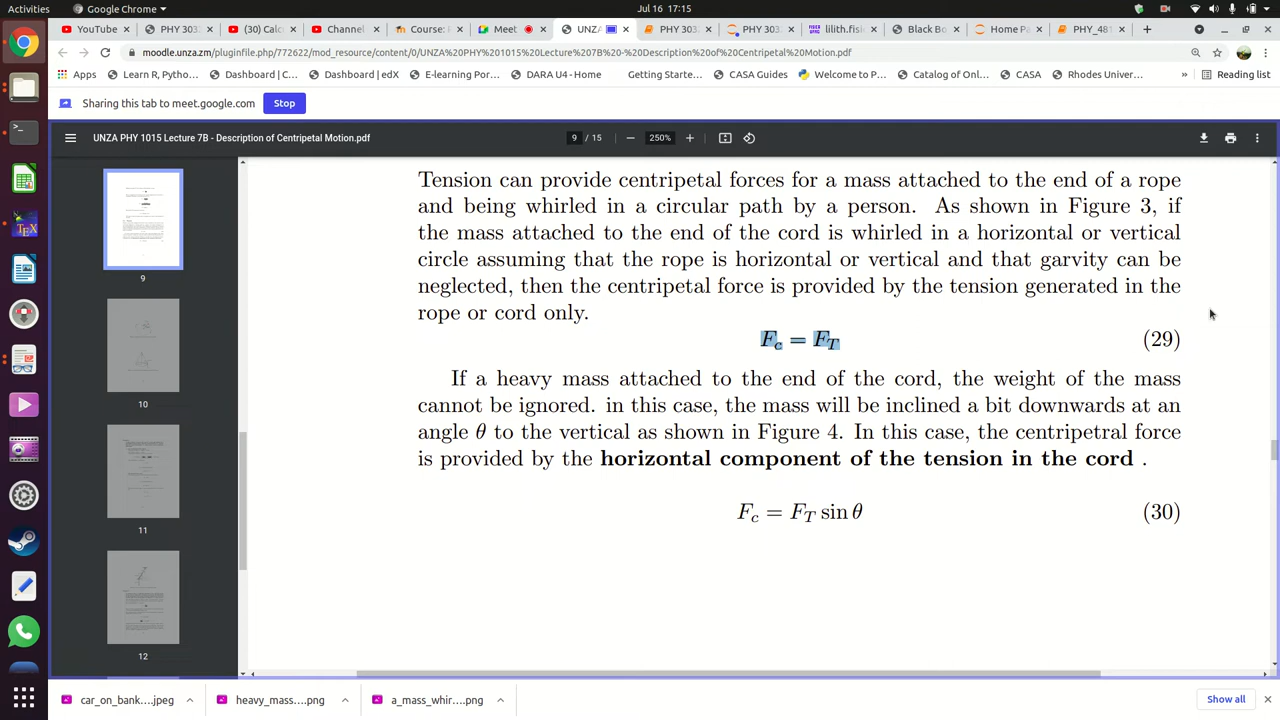 Activities
Google Chrome
Jul 16 17:15
YouTube
PHY 303
(30) Calc
Channel
Course:
Meet
UNZA
PHY 303
PHY 303
lilith.fis
Black Bo
Home Pa
PHY_481
moodle.unza.zm/pluginfile.php/772622/mod_resource/content/0/UNZA%20PHY%201015%20Lecture%207B%20-%20Description%20of%20Centripetal%20Motion.pdf
Apps
Learn R, Pytho...
Dashboard | C...
Dashboard | edX
E-learning Por...
DARA U4 - Home
Getting Starte...
CASA Guides
Welcome to P...
Catalog of Onl...
CASA
Rhodes Univer...
»
Reading list
Sharing this tab to meet.google.com
Stop
UNZA PHY 1015 Lecture 7B - Description of Centripetal Motion.pdf
9 / 15
250%
9
10
11
12
Tension can provide centripetal forces for a mass attached to the end of a rope
and being whirled in a circular path by a person. As shown in Figure 3, if
the mass attached to the end of the cord is whirled in a horizontal or vertical
circle assuming that the rope is horizontal or vertical and that garvity can be
neglected, then the centripetal force is provided by the tension generated in the
rope or cord only.
F_c = F_T (29)
If a heavy mass attached to the end of the cord, the weight of the mass
cannot be ignored. in this case, the mass will be inclined a bit downwards at an
angle θ to the vertical as shown in Figure 4. In this case, the centripetral force
is provided by the horizontal component of the tension in the cord .
F_c = F_T sin θ (30)
car_on_bank....jpeg
heavy_mass....png
a_mass_whir....png
Show all